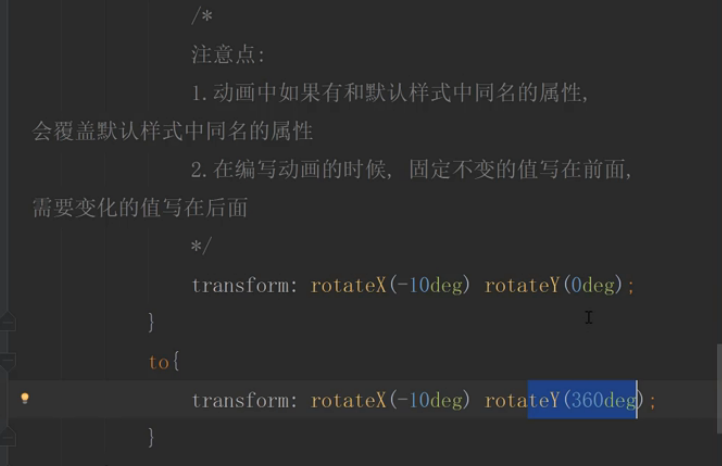 /*
注意点:
1.动画中如果有和默认样式中同名的属性,
会覆盖默认样式中同名的属性
2.在编写动画的时候, 固定不变的值写在前面,
需要变化的值写在后面
*/
transform: rotateX(-10deg) rotateY(0deg);
}
to{
transform: rotateX(-10deg) rotateY(360deg);
}